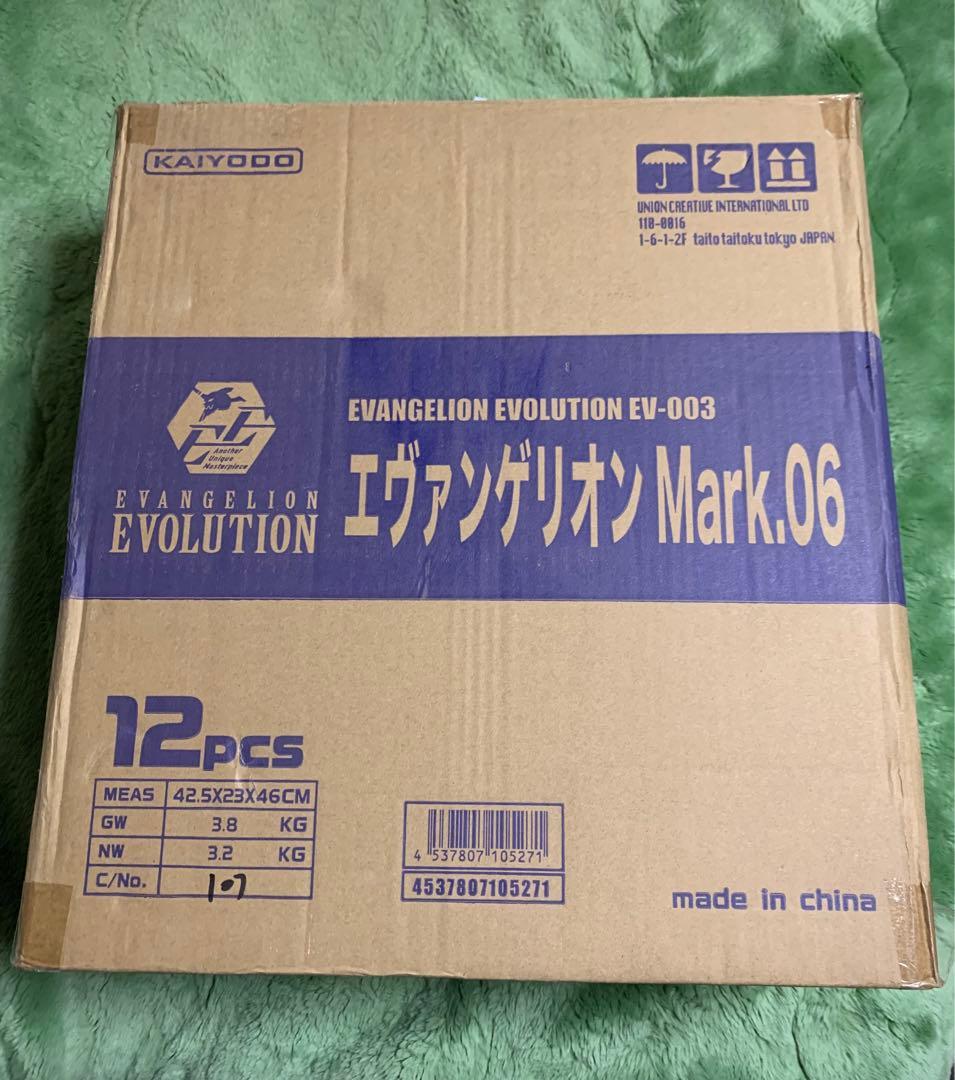 KAIYODO
UNION CREATIVE INTERNATIONAL LTD
110-0016
1-6-1-2F taito taitoku tokyo JAPAN
Another
Unique
Masterpiece
EVANGELION
EVOLUTION
EVANGELION EVOLUTION EV-003
エヴァンゲリオン Mark.06
12pcs
MEAS 42.5X23X46CM
GW 3.8 KG
NW 3.2 KG
C/No. 107
4 537807 105271
4537807105271
made in china